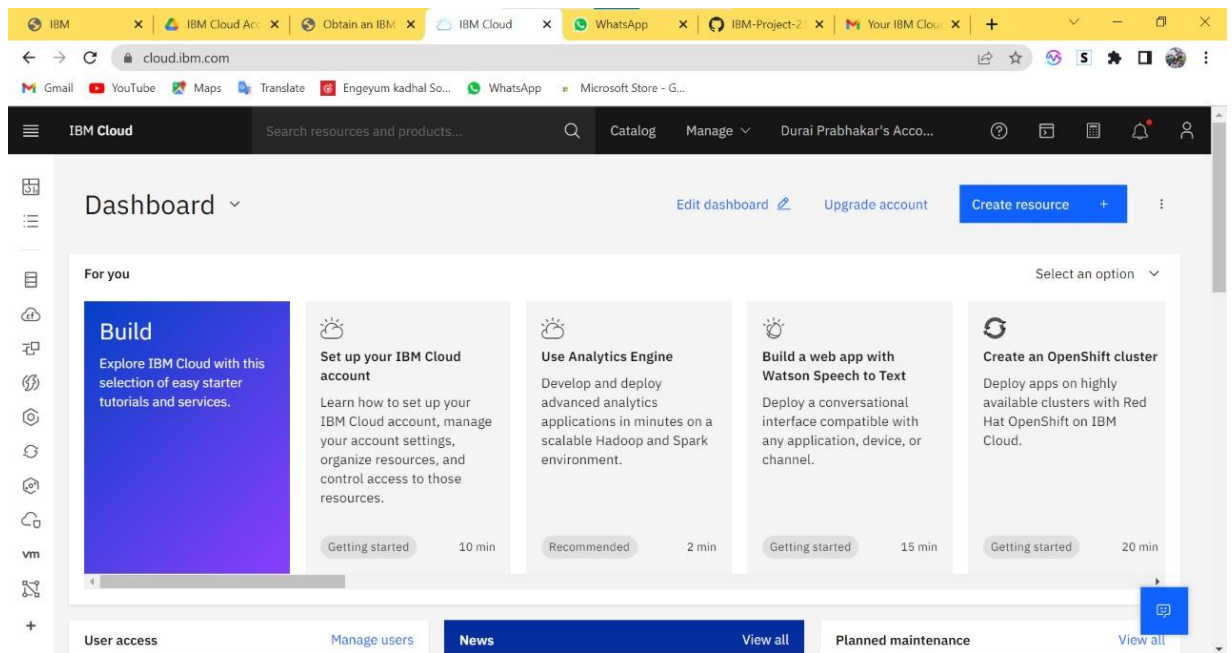 IBM
IBM Cloud Acc
Obtain an IBM
IBM Cloud
WhatsApp
IBM-Project-2
Your IBM Clou
cloud.ibm.com
Gmail
YouTube
Maps
Translate
Engeyum kadhal So...
WhatsApp
Microsoft Store - G...
IBM Cloud
Search resources and products...
Catalog
Manage
Durai Prabhakar's Acco...
Dashboard
Edit dashboard
Upgrade account
Create resource +
For you
Select an option
Build
Explore IBM Cloud with this
selection of easy starter
tutorials and services.
Set up your IBM Cloud
account
Learn how to set up your
IBM Cloud account, manage
your account settings,
organize resources, and
control access to those
resources.
Getting started
10 min
Use Analytics Engine
Develop and deploy
advanced analytics
applications in minutes on a
scalable Hadoop and Spark
environment.
Recommended
2 min
Build a web app with
Watson Speech to Text
Deploy a conversational
interface compatible with
any application, device, or
channel.
Getting started
15 min
Create an OpenShift cluster
Deploy apps on highly
available clusters with Red
Hat OpenShift on IBM
Cloud.
Getting started
20 min
vm
User access
Manage users
News
View all
Planned maintenance
View all